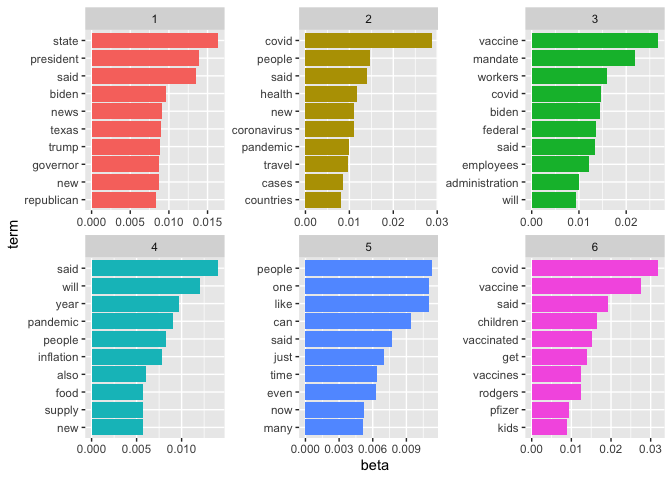 1
state
president
said
biden
news
texas
trump
governor
new
republican
0.000 0.005 0.010 0.015
2
covid
people
said
health
new
coronavirus
pandemic
travel
cases
countries
0.00 0.01 0.02 0.03
3
vaccine
mandate
workers
covid
biden
federal
said
employees
administration
will
0.00 0.01 0.02
term
4
said
will
year
pandemic
people
inflation
also
food
supply
new
0.000 0.005 0.010
5
people
one
like
can
said
just
time
even
now
many
0.000 0.003 0.006 0.009
6
covid
vaccine
said
children
vaccinated
get
vaccines
rodgers
pfizer
kids
0.00 0.01 0.02 0.03
beta